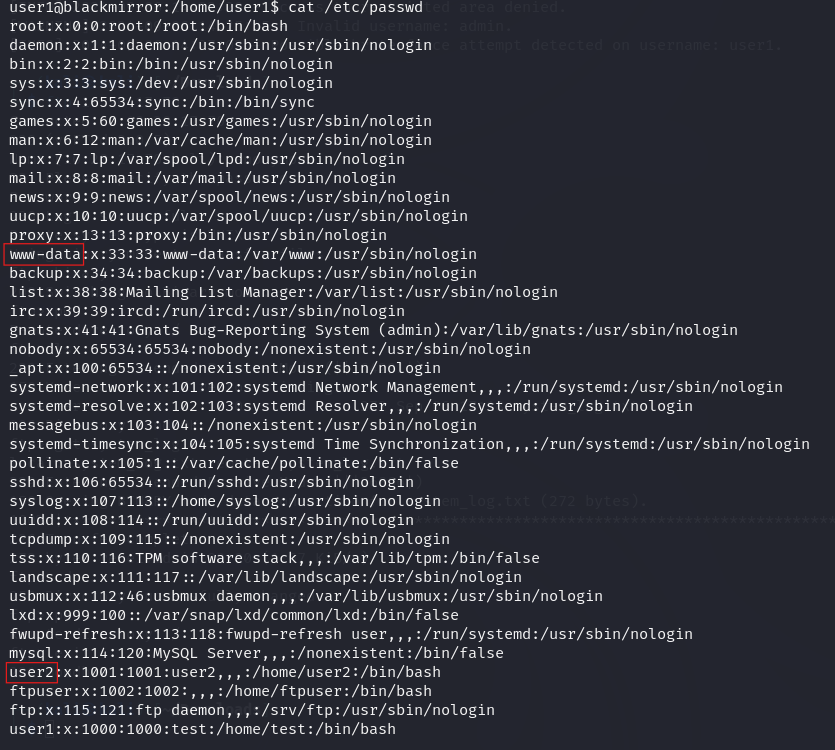 user1@blackmirror:/home/user1$ cat /etc/passwd
root:x:0:0:root:/root:/bin/bash
daemon:x:1:1:daemon:/usr/sbin:/usr/sbin/nologin
bin:x:2:2:bin:/bin:/usr/sbin/nologin
sys:x:3:3:sys:/dev:/usr/sbin/nologin
sync:x:4:65534:sync:/bin:/bin/sync
games:x:5:60:games:/usr/games:/usr/sbin/nologin
man:x:6:12:man:/var/cache/man:/usr/sbin/nologin
lp:x:7:7:lp:/var/spool/lpd:/usr/sbin/nologin
mail:x:8:8:mail:/var/mail:/usr/sbin/nologin
news:x:9:9:news:/var/spool/news:/usr/sbin/nologin
uucp:x:10:10:uucp:/var/spool/uucp:/usr/sbin/nologin
proxy:x:13:13:proxy:/bin:/usr/sbin/nologin
www-data:x:33:33:www-data:/var/www:/usr/sbin/nologin
backup:x:34:34:backup:/var/backups:/usr/sbin/nologin
list:x:38:38:Mailing List Manager:/var/list:/usr/sbin/nologin
irc:x:39:39:ircd:/run/ircd:/usr/sbin/nologin
gnats:x:41:41:Gnats Bug-Reporting System (admin):/var/lib/gnats:/usr/sbin/nologin
nobody:x:65534:65534:nobody:/nonexistent:/usr/sbin/nologin
_apt:x:100:65534::/nonexistent:/usr/sbin/nologin
systemd-network:x:101:102:systemd Network Management,,,:/run/systemd:/usr/sbin/nologin
systemd-resolve:x:102:103:systemd Resolver,,,:/run/systemd:/usr/sbin/nologin
messagebus:x:103:104::/nonexistent:/usr/sbin/nologin
systemd-timesync:x:104:105:systemd Time Synchronization,,,:/run/systemd:/usr/sbin/nologin
pollinate:x:105:1::/var/cache/pollinate:/bin/false
sshd:x:106:65534::/run/sshd:/usr/sbin/nologin
syslog:x:107:113::/home/syslog:/usr/sbin/nologin
uuidd:x:108:114::/run/uuidd:/usr/sbin/nologin
tcpdump:x:109:115::/nonexistent:/usr/sbin/nologin
tss:x:110:116:TPM software stack,,,:/var/lib/tpm:/bin/false
landscape:x:111:117::/var/lib/landscape:/usr/sbin/nologin
usbmux:x:112:46:usbmux daemon,,,:/var/lib/usbmux:/usr/sbin/nologin
lxd:x:999:100::/var/snap/lxd/common/lxd:/bin/false
fwupd-refresh:x:113:118:fwupd-refresh user,,,:/run/systemd:/usr/sbin/nologin
mysql:x:114:120:MySQL Server,,,:/nonexistent:/bin/false
user2:x:1001:1001:user2,,,:/home/user2:/bin/bash
ftpuser:x:1002:1002:,,,:/home/ftpuser:/bin/bash
ftp:x:115:121:ftp daemon,,,:/srv/ftp:/usr/sbin/nologin
user1:x:1000:1000:test:/home/test:/bin/bash